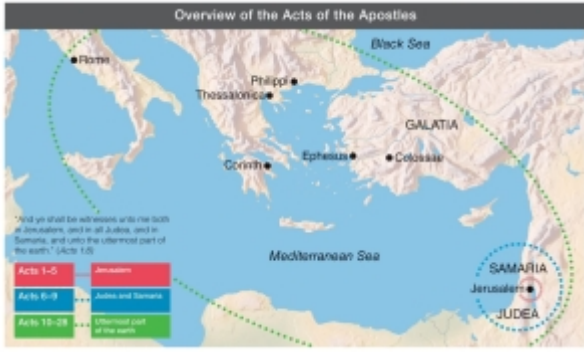 Overview of the Acts of the Apostles
Black Sea
Rome
Philippi
Thessalonica
GALATIA
Corinth
Ephesus
Colossae
"And ye shall be witnesses unto me both
in Jerusalem, and in all Judea, and in
Samaria, and unto the uttermost part of
the earth." (Acts 1:8)
Mediterranean Sea
SAMARIA
Jerusalem
JUDEA
Acts 1–5
Jerusalem
Acts 6–9
Judea and Samaria
Acts 10–28
Uttermost part
of the earth